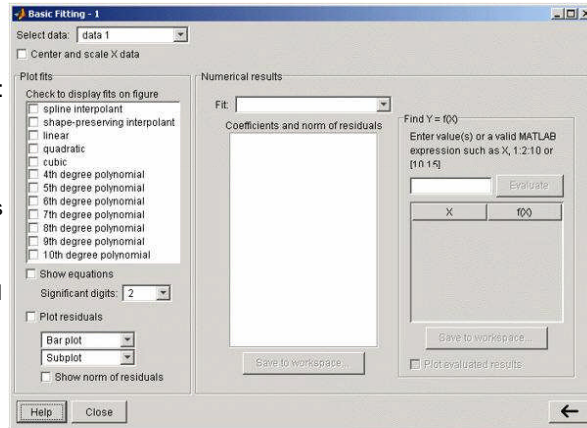 Basic Fitting - 1
Select data: data 1
Center and scale X data
Plot fits
Check to display fits on figure
spline interpolant
shape-preserving interpolant
linear
quadratic
cubic
4th degree polynomial
5th degree polynomial
6th degree polynomial
7th degree polynomial
8th degree polynomial
9th degree polynomial
10th degree polynomial
Show equations
Significant digits: 2
Plot residuals
Bar plot
Subplot
Show norm of residuals
Numerical results
Fit:
Coefficients and norm of residuals
Save to workspace...
Find Y = f(X)
Enter value(s) or a valid MATLAB
expression such as X, 1:2:10 or
[10,15]
Evaluate
X f(X)
Save to workspace...
Plot evaluated results
Help Close